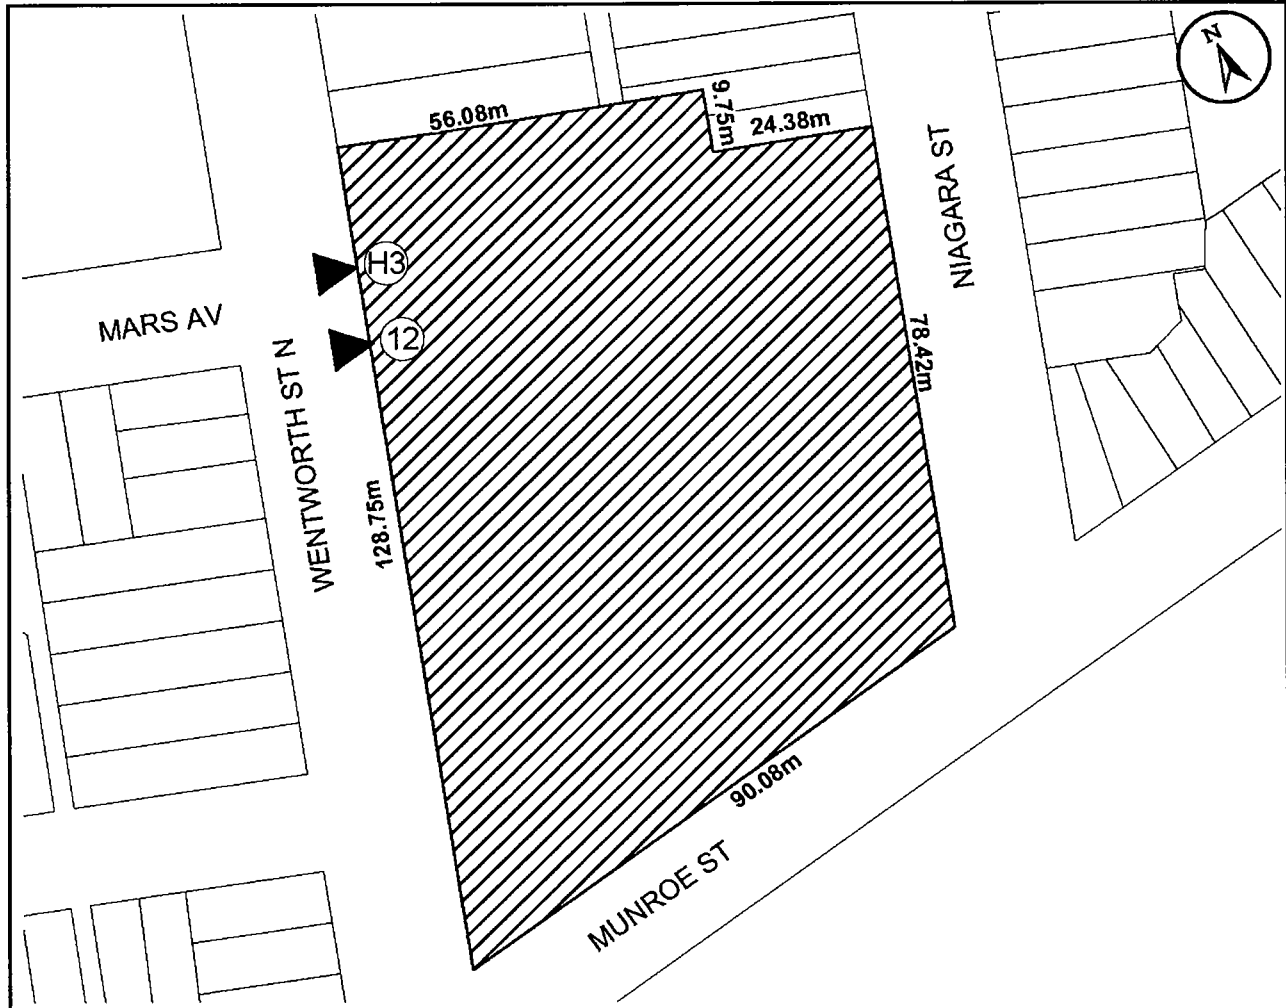 N
56.08m
9.75m
24.38m
NIAGARA ST
H3
MARS AV
12
78.42m
WENTWORTH ST N
128.75m
90.08m
MUNROE ST